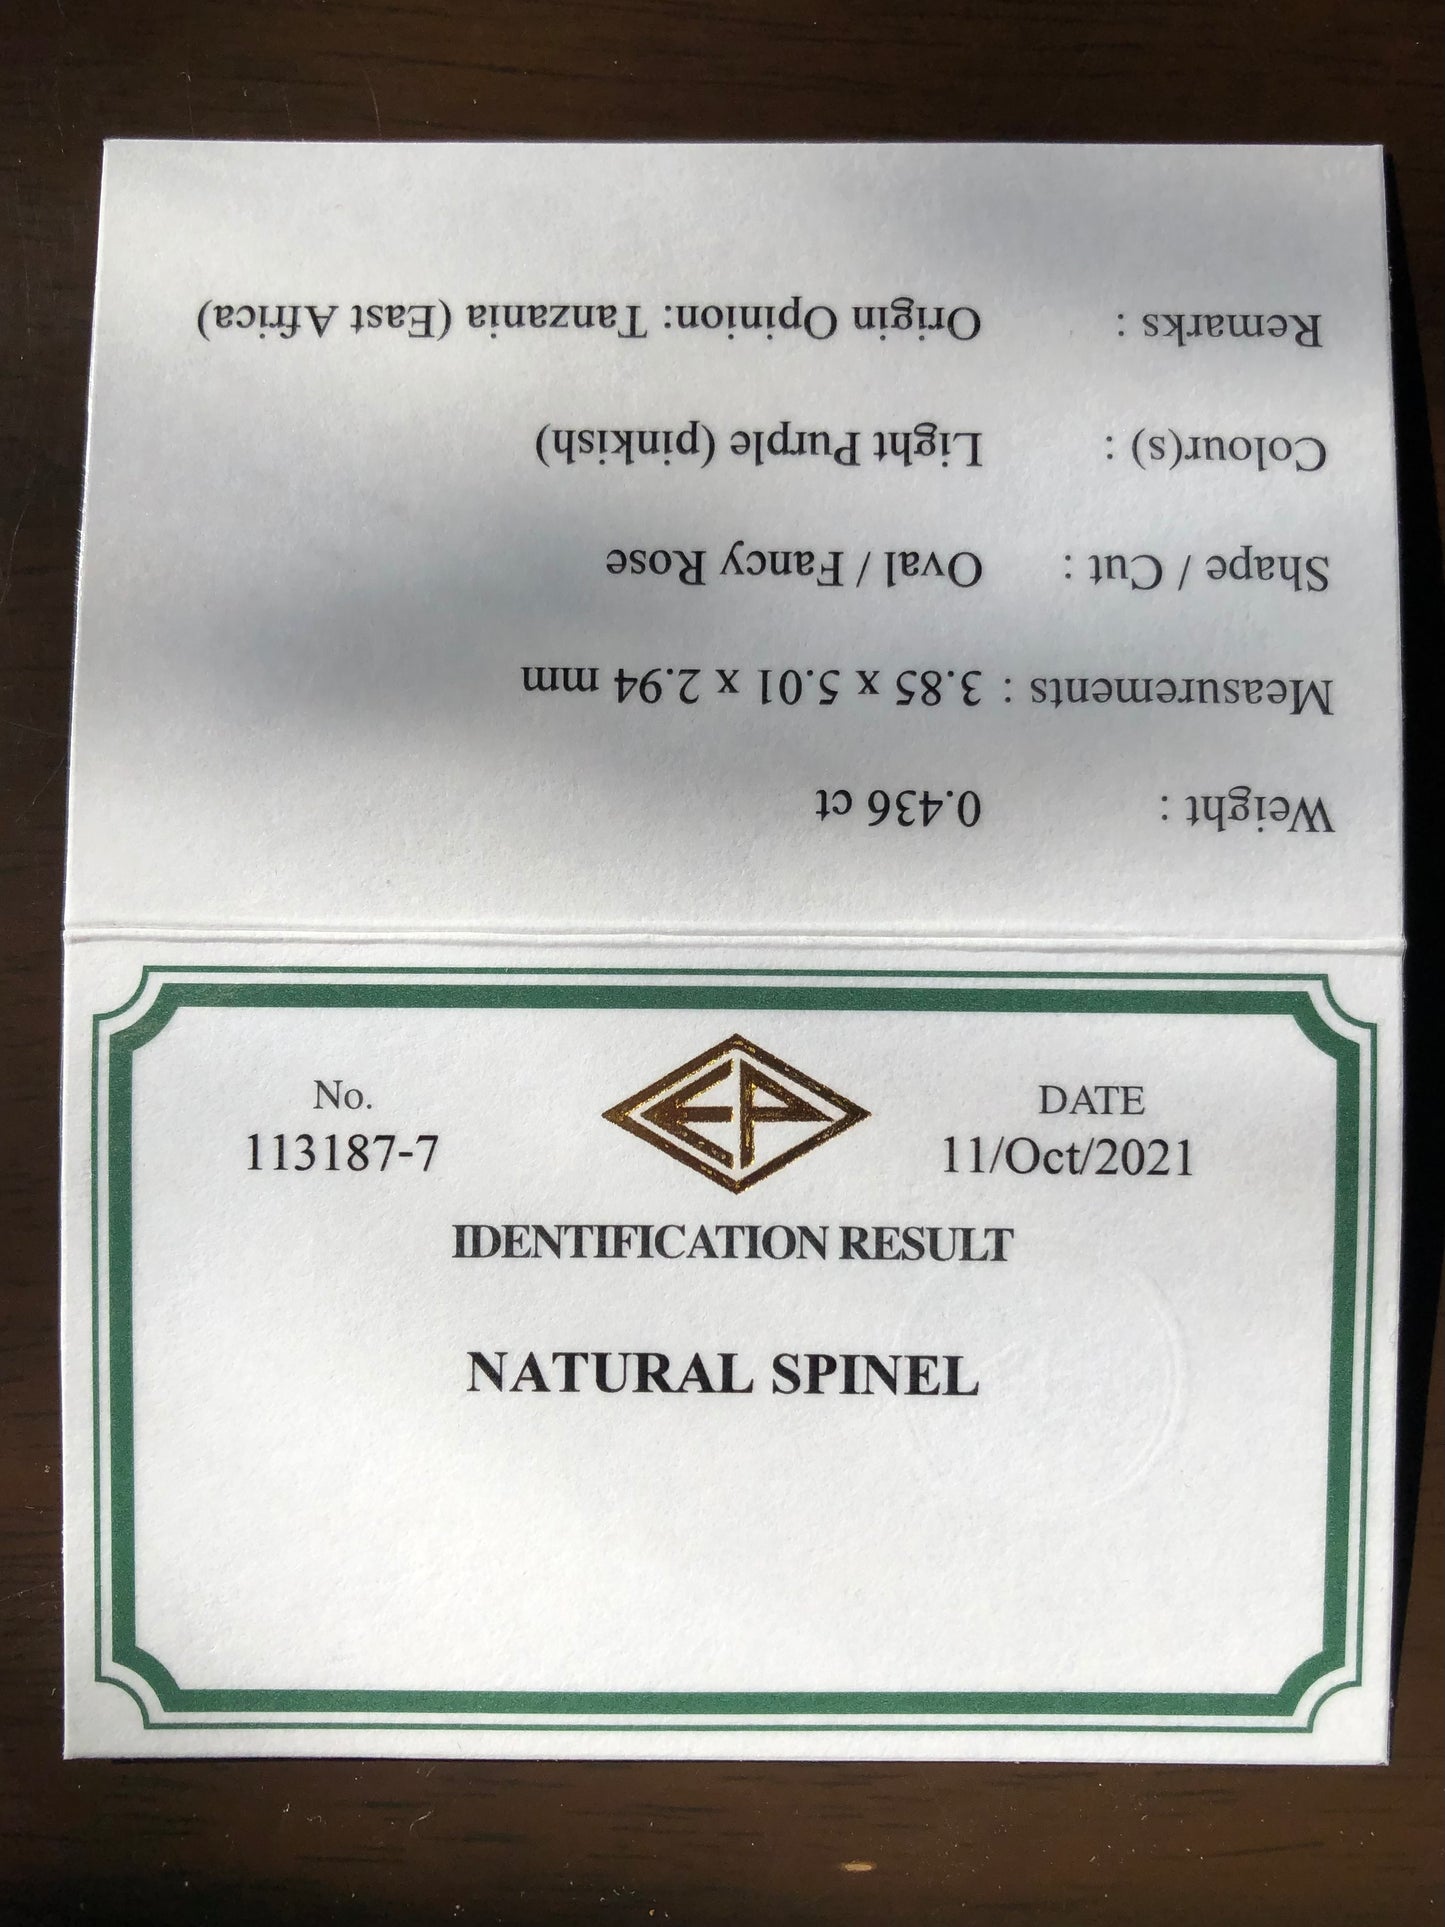 Weight : 0.436 ct
Measurements : 3.85 x 5.01 x 2.94 mm
Shape / Cut : Oval / Fancy Rose
Colour(s) : Light Purple (pinkish)
Remarks : Origin Opinion: Tanzania (East Africa)
EP
No. DATE
113187-7 11/Oct/2021
IDENTIFICATION RESULT
NATURAL SPINEL